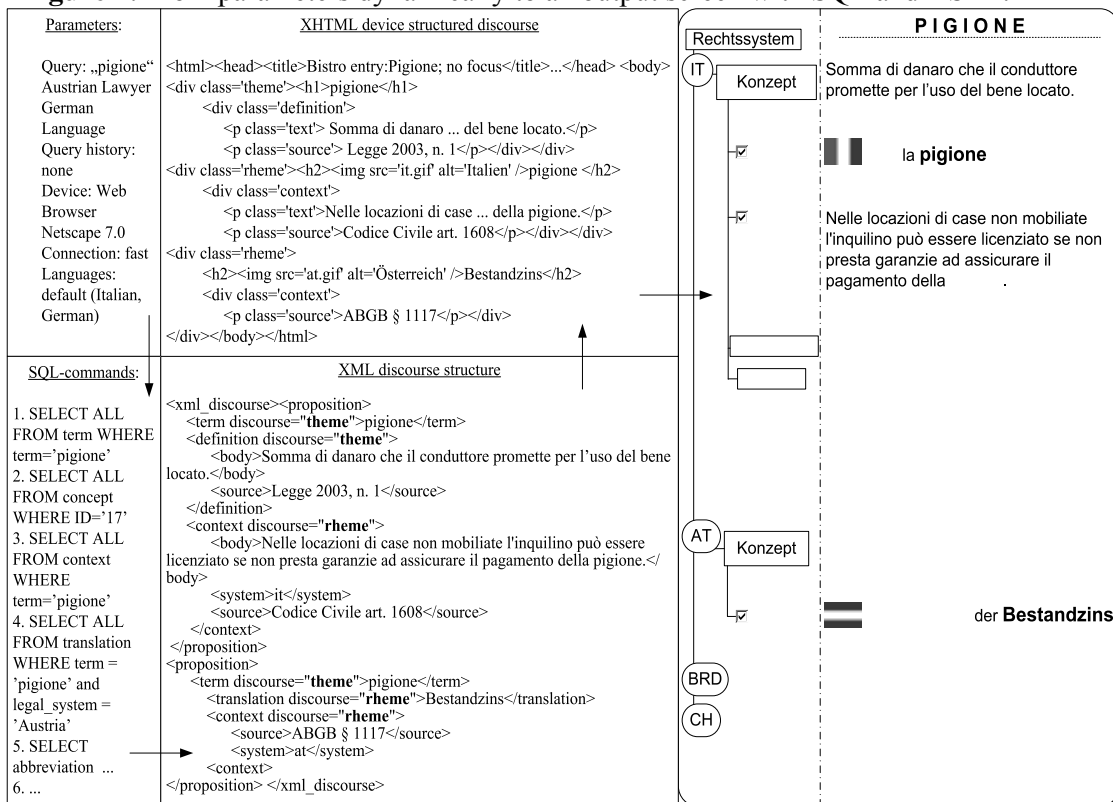 Parameters:
Query: „pigione“
Austrian Lawyer
German
Language
Query history:
none
Device: Web
Browser
Netscape 7.0
Connection: fast
Languages:
default (Italian,
German)
XHTML device structured discourse
<html><head><title>Bistro entry:Pigione; no focus</title>...</head> <body>
<div class='theme'><h1>pigione</h1>
<div class='definition'>
<p class='text'> Somma di danaro ... del bene locato.</p>
<p class='source'> Legge 2003, n. 1</p></div></div>
<div class='rheme'><h2><img src='it.gif' alt='Italien' />pigione </h2>
<div class='context'>
<p class='text'>Nelle locazioni di case ... della pigione.</p>
<p class='source'>Codice Civile art. 1608</p></div></div>
<div class='rheme'>
<h2><img src='at.gif' alt='Österreich' />Bestandzins</h2>
<div class='context'>
<p class='source'>ABGB § 1117</p></div>
</div></body></html>
SQL-commands:
1. SELECT ALL
FROM term WHERE
term=’pigione’
2. SELECT ALL
FROM concept
WHERE ID=’17’
3. SELECT ALL
FROM context
WHERE
term=’pigione’
4. SELECT ALL
FROM translation
WHERE term =
’pigione’ and
legal_system =
’Austria’
5. SELECT
abbreviation ...
6. ...
XML discourse structure
<xml_discourse><proposition>
<term discourse="theme">pigione</term>
<definition discourse="theme">
<body>Somma di danaro che il conduttore promette per l’uso del bene
locato.</body>
<source>Legge 2003, n. 1</source>
</definition>
<context discourse="rheme">
<body>Nelle locazioni di case non mobiliate l'inquilino può essere
licenziato se non presta garanzie ad assicurare il pagamento della pigione.</
body>
<system>it</system>
<source>Codice Civile art. 1608</source>
</context>
</proposition>
<proposition>
<term discourse="theme">pigione</term>
<translation discourse="rheme">Bestandzins</translation>
<context discourse="rheme">
<source>ABGB § 1117</source>
<system>at</system>
<context>
</proposition> </xml_discourse>
Rechtssystem
IT
Konzept
AT
Konzept
BRD
CH
PIGIONE
Somma di danaro che il conduttore
promette per l’uso del bene locato.
la pigione
Nelle locazioni di case non mobiliate
l'inquilino può essere licenziato se non
presta garanzie ad assicurare il
pagamento della .
der Bestandzins